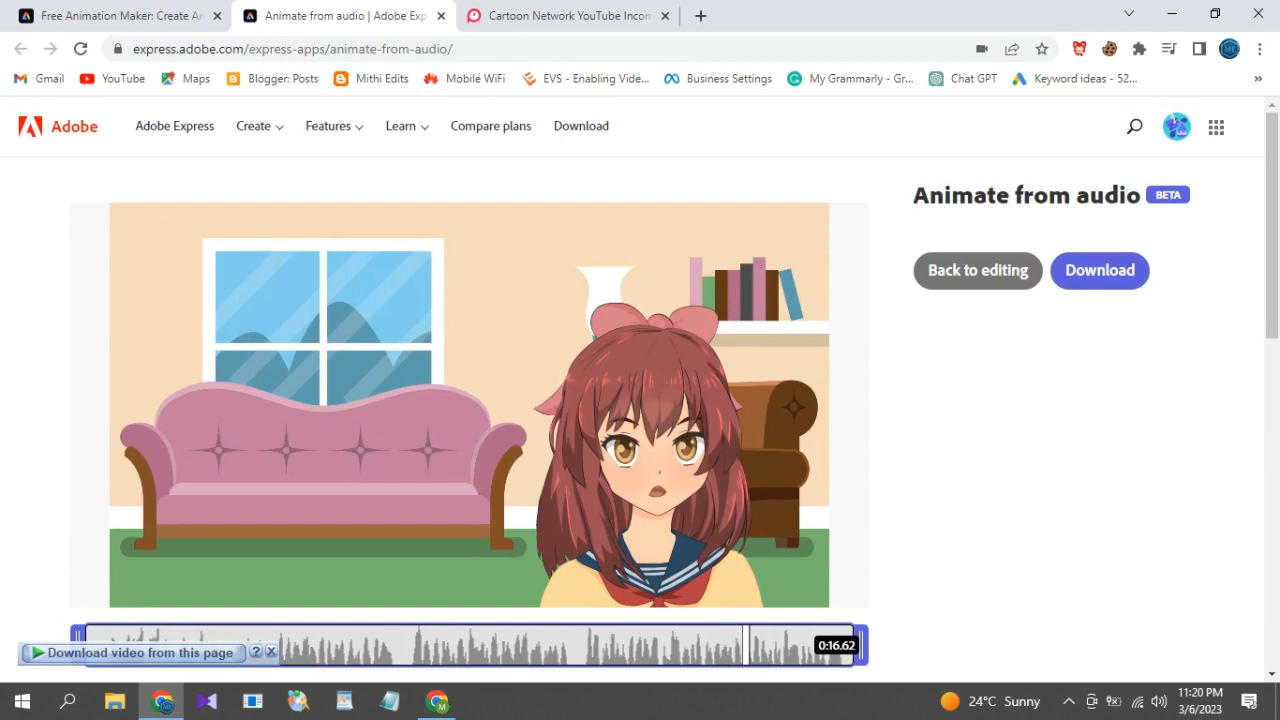 Free Animation Maker: Create An
Animate from audio | Adobe Exp
Cartoon Network YouTube Incom
express.adobe.com/express-apps/animate-from-audio/
Gmail
YouTube
Maps
Blogger: Posts
Mithi Edits
Mobile WiFi
EVS - Enabling Vide...
Business Settings
My Grammarly - Gr...
Chat GPT
Keyword ideas - 52...
»
Adobe
Adobe Express
Create
Features
Learn
Compare plans
Download
Animate from audio BETA
Back to editing
Download
0:16.62
Download video from this page
?
24°C Sunny
11:20 PM
3/6/2023